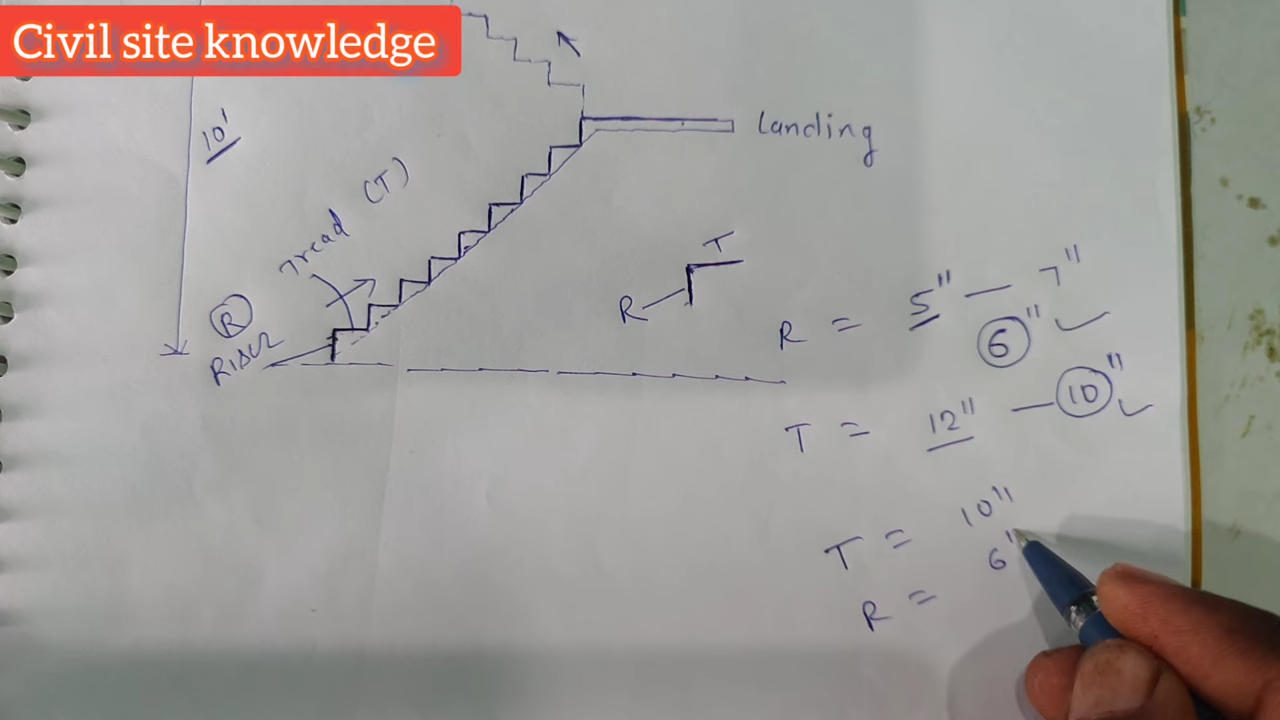 Civil site knowledge
10'
Landing
Tread (T)
T
R
R
RISER
R = 5" — 7"
6"
T = 12" — 10"
T = 10"
R = 6"